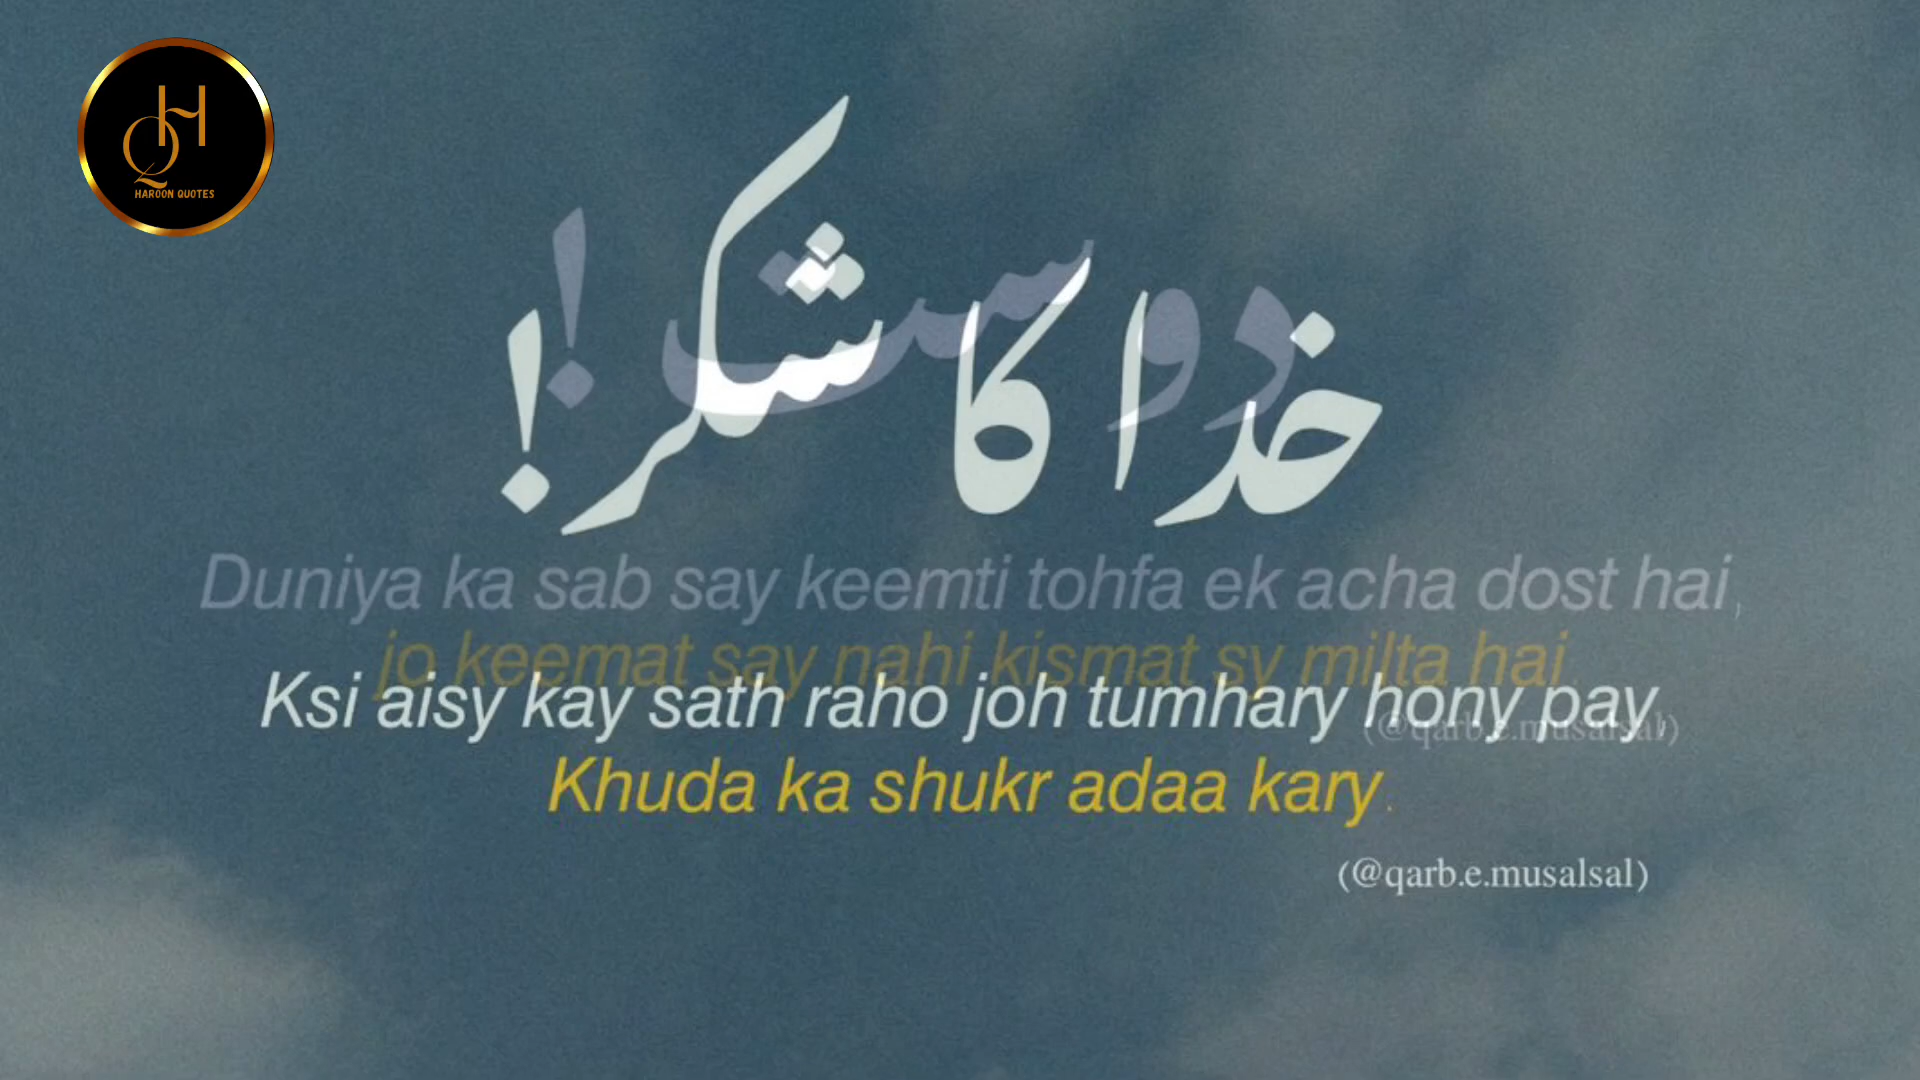 QH
HAROON QUOTES
دوست !
خدا کا شکر !
Duniya ka sab say keemti tohfa ek acha dost hai,
jo keemat say nahi kismat sy milta hai.
Ksi aisy kay sath raho joh tumhary hony pay,
(@qarb.e.musalsal)
Khuda ka shukr adaa kary.
(@qarb.e.musalsal)